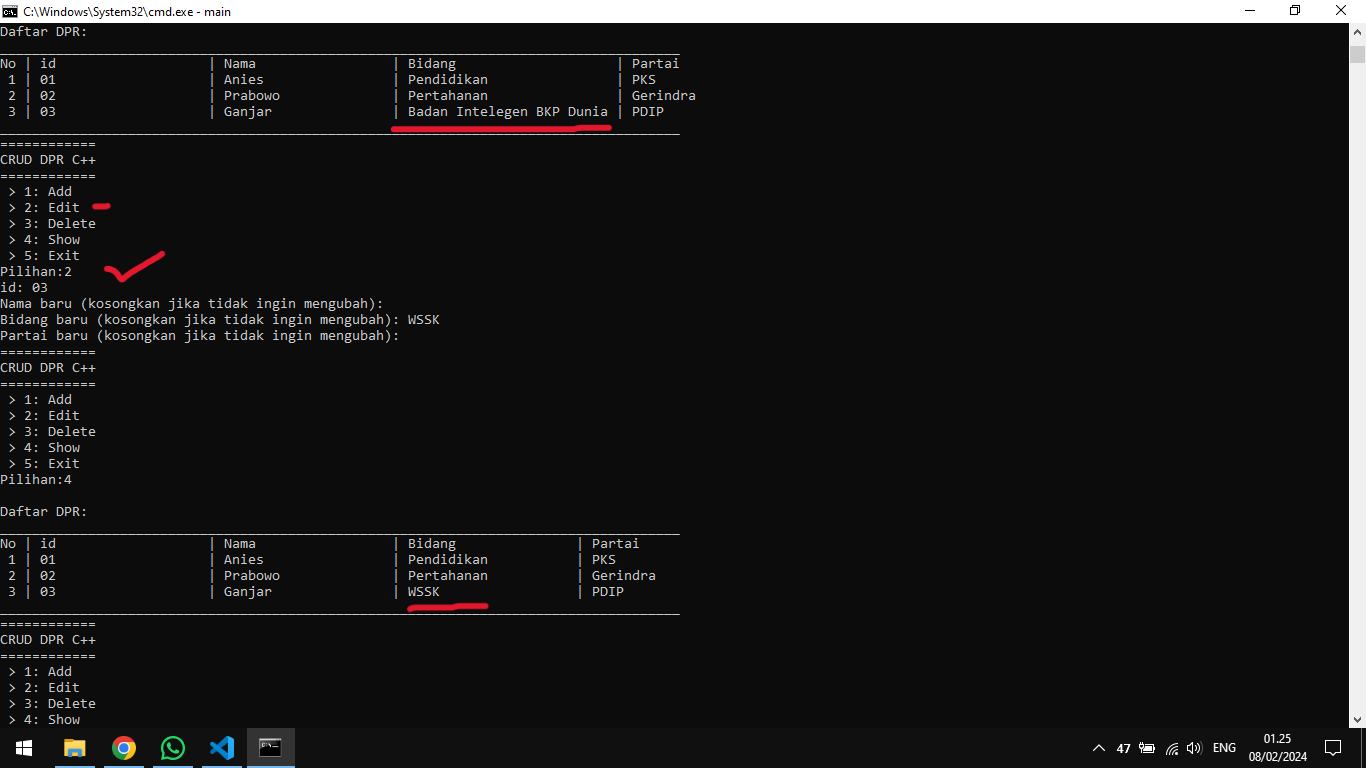 C:\Windows\System32\cmd.exe - main
Daftar DPR:
No | id | Nama | Bidang | Partai
1 | 01 | Anies | Pendidikan | PKS
2 | 02 | Prabowo | Pertahanan | Gerindra
3 | 03 | Ganjar | Badan Intelegen BKP Dunia | PDIP
============
CRUD DPR C++
============
> 1: Add
> 2: Edit
> 3: Delete
> 4: Show
> 5: Exit
Pilihan:2
id: 03
Nama baru (kosongkan jika tidak ingin mengubah):
Bidang baru (kosongkan jika tidak ingin mengubah): WSSK
Partai baru (kosongkan jika tidak ingin mengubah):
============
CRUD DPR C++
============
> 1: Add
> 2: Edit
> 3: Delete
> 4: Show
> 5: Exit
Pilihan:4
Daftar DPR:
No | id | Nama | Bidang | Partai
1 | 01 | Anies | Pendidikan | PKS
2 | 02 | Prabowo | Pertahanan | Gerindra
3 | 03 | Ganjar | WSSK | PDIP
============
CRUD DPR C++
============
> 1: Add
> 2: Edit
> 3: Delete
> 4: Show
47 ENG 01.25
08/02/2024